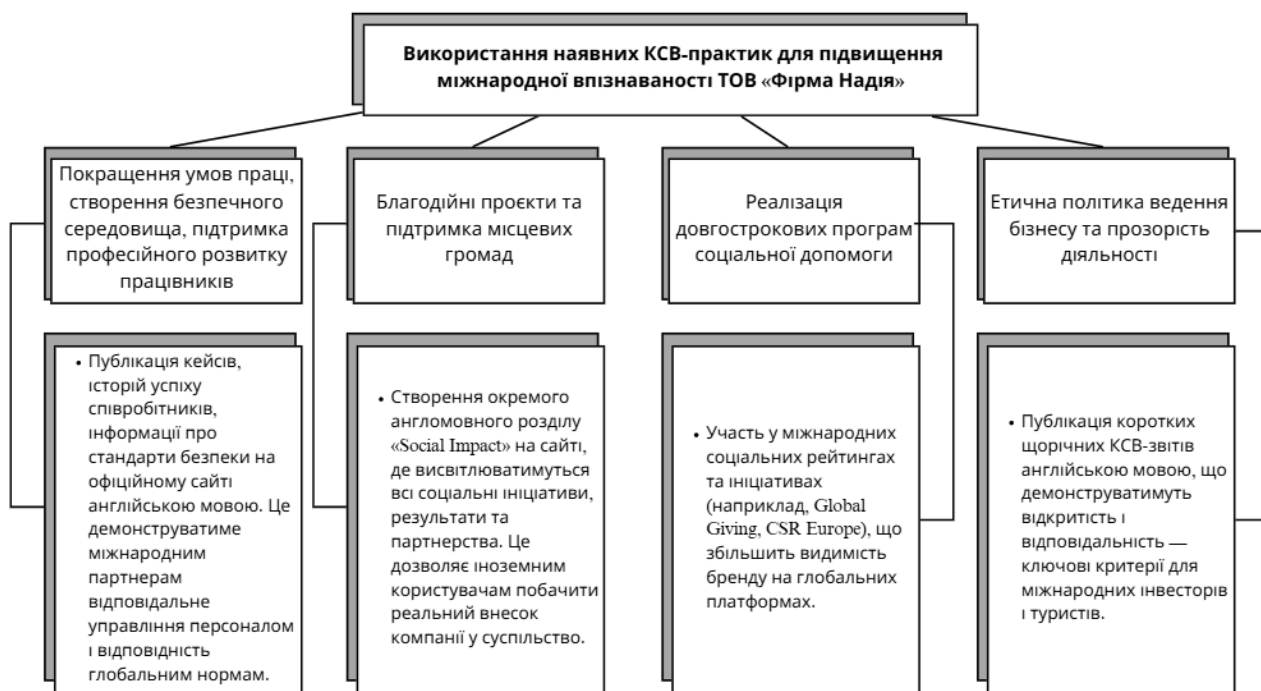 Використання наявних КСВ-практик для підвищення
міжнародної впізнаваності ТОВ «Фірма Надія»
Покращення умов праці,
створення безпечного
середовища, підтримка
професійного розвитку
працівників
Благодійні проєкти та
підтримка місцевих
громад
Реалізація
довгострокових програм
соціальної допомоги
Етична політика ведення
бізнесу та прозорість
діяльності
• Публікація кейсів,
історій успіху
співробітників,
інформації про
стандарти безпеки на
офіційному сайті
англійською мовою. Це
демонструватиме
міжнародним
партнерам
відповідальне
управління персоналом
і відповідність
глобальним нормам.
• Створення окремого
англомовного розділу
«Social Impact» на сайті,
де висвітлюватимуться
всі соціальні ініціативи,
результати та
партнерства. Це
дозволяє іноземним
користувачам побачити
реальний внесок
компанії у суспільство.
• Участь у міжнародних
соціальних рейтингах
та ініціативах
(наприклад, Global
Giving, CSR Europe), що
збільшить видимість
бренду на глобальних
платформах.
• Публікація коротких
щорічних КСВ-звітів
англійською мовою, що
демонструватимуть
відкритість і
відповідальність —
ключові критерії для
міжнародних інвесторів
і туристів.